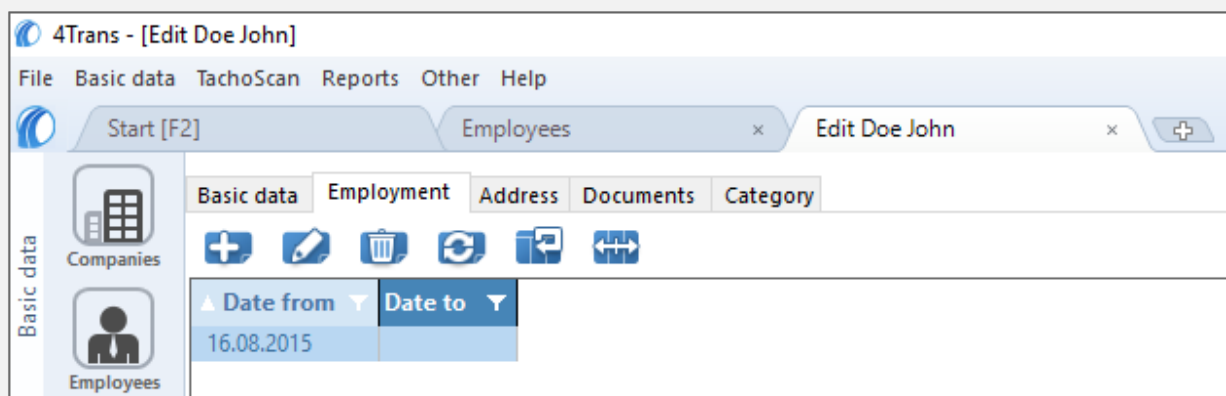 4Trans - [Edit Doe John]
File Basic data TachoScan Reports Other Help
Start [F2] Employees × Edit Doe John ×
Basic data Employment Address Documents Category
Basic data
Companies
Employees
Date from Date to
16.08.2015